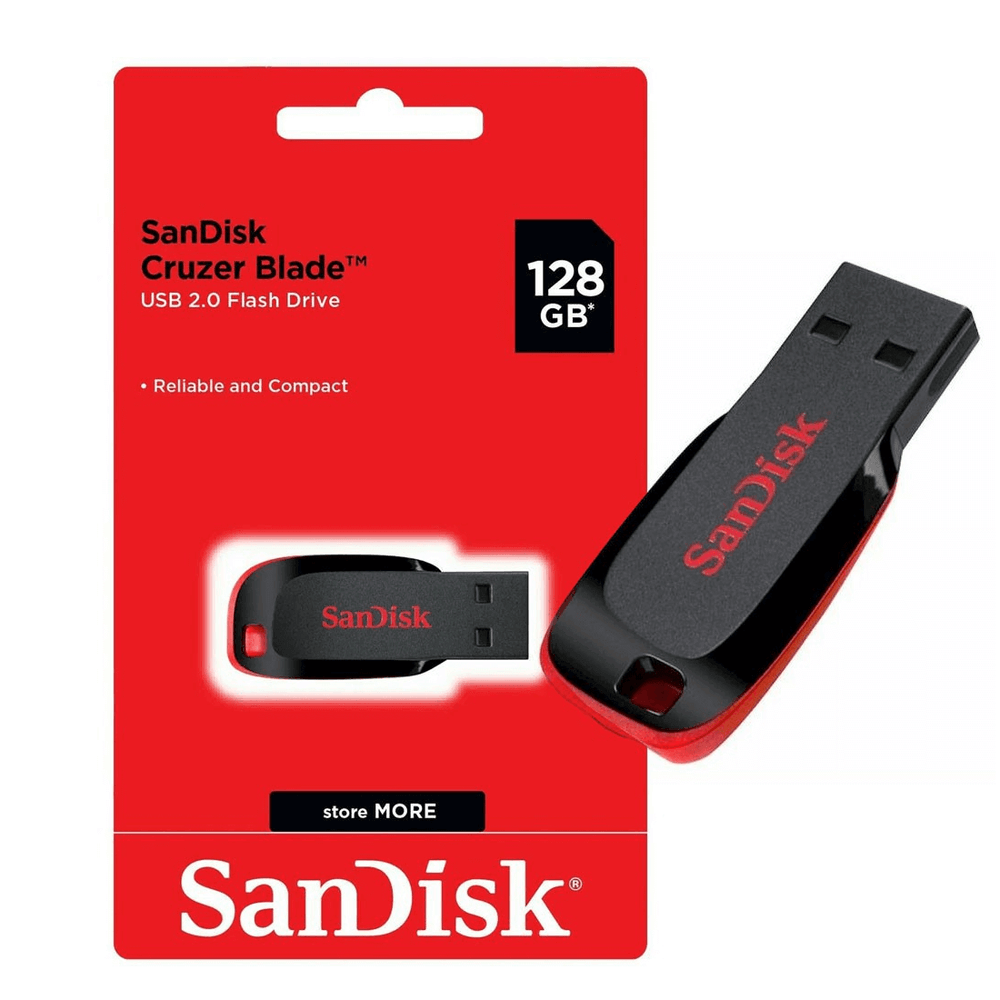 SanDisk
Cruzer Blade™
USB 2.0 Flash Drive
128
GB*
• Reliable and Compact
SanDisk
SanDisk
store MORE
SanDisk®